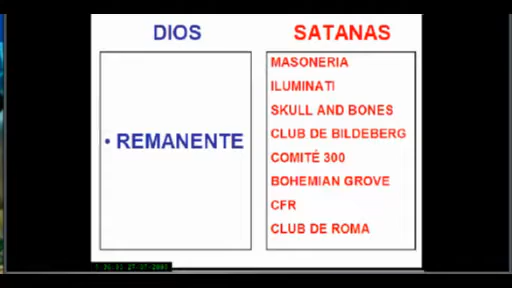 DIOS
SATANAS
• REMANENTE
MASONERIA
ILUMINATI
SKULL AND BONES
CLUB DE BILDEBERG
COMITÉ 300
BOHEMIAN GROVE
CFR
CLUB DE ROMA